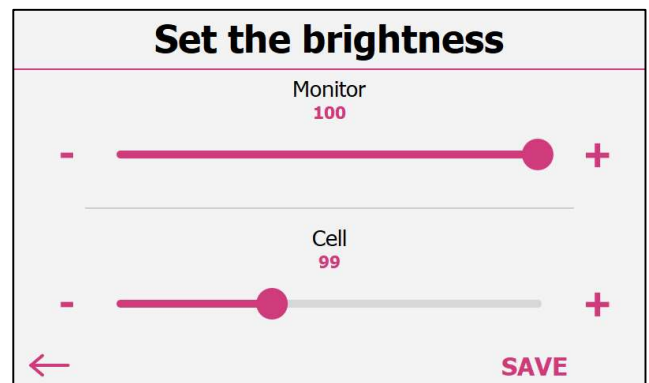 Set the brightness
Monitor
100
- +
Cell
99
- +
SAVE